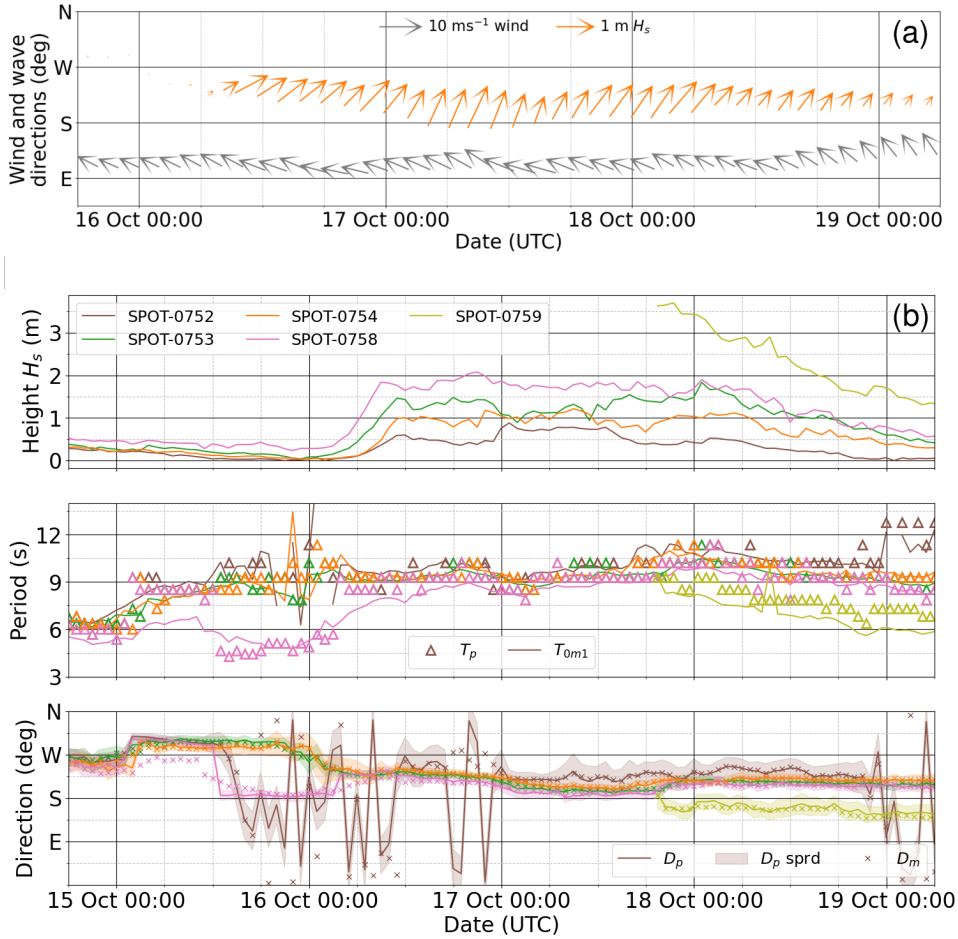 N
W
S
E
Wind and wave
directions (deg)
10 ms⁻¹ wind
1 m Hₛ
(a)
16 Oct 00:00
17 Oct 00:00
18 Oct 00:00
19 Oct 00:00
Date (UTC)
SPOT-0752
SPOT-0754
SPOT-0759
SPOT-0753
SPOT-0758
(b)
Height Hₛ (m)
3
2
1
0
Period (s)
12
9
6
3
Tₚ
T₀ₘ₁
Direction (deg)
N
W
S
E
Dₚ
Dₚ sprd
Dₘ
15 Oct 00:00
16 Oct 00:00
17 Oct 00:00
18 Oct 00:00
19 Oct 00:00
Date (UTC)